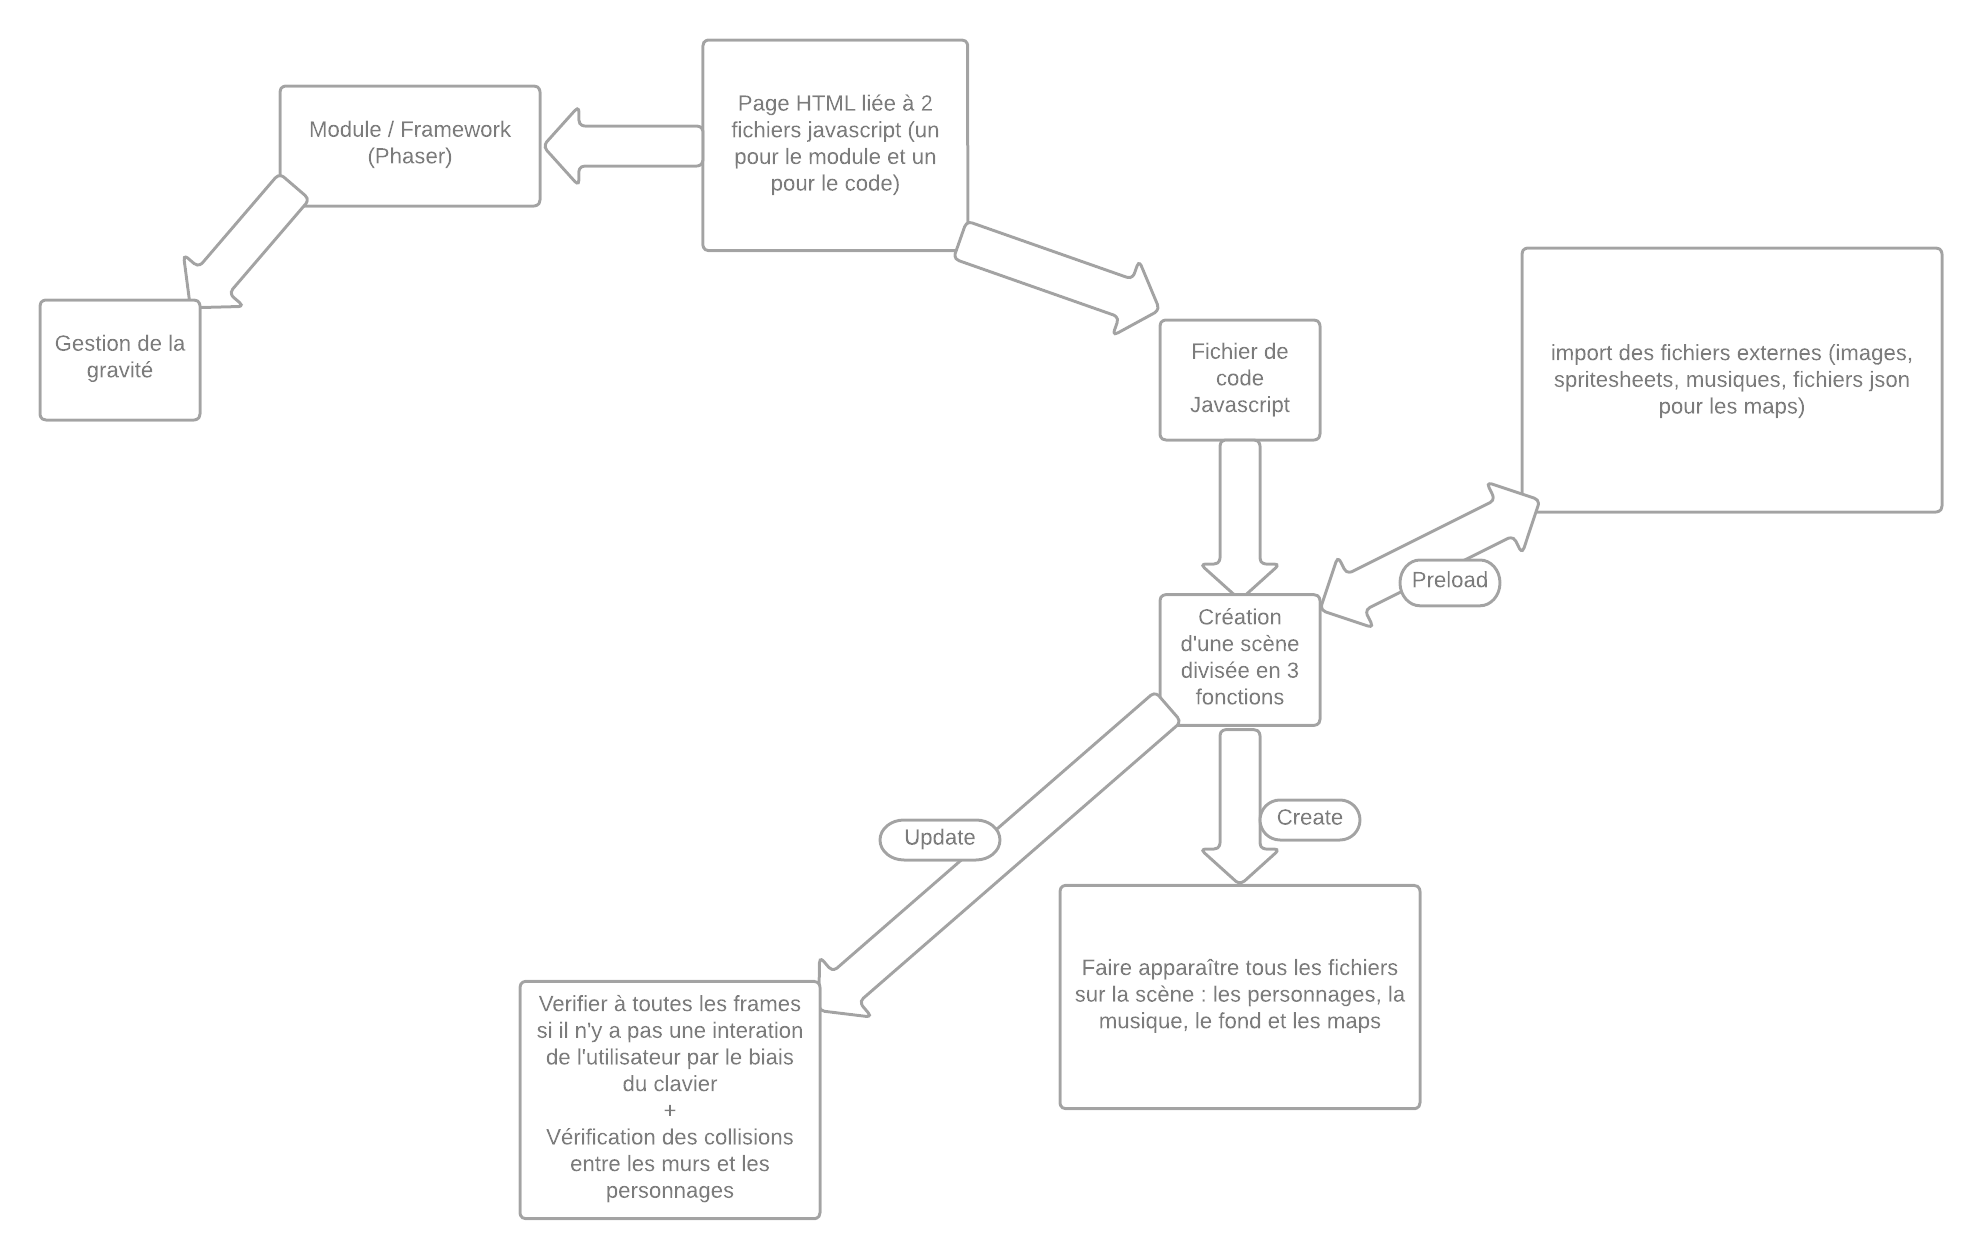 Page HTML liée à 2
fichiers javascript (un
pour le module et un
pour le code)
Module / Framework
(Phaser)
Gestion de la
gravité
Fichier de
code
Javascript
import des fichiers externes (images,
spritesheets, musiques, fichiers json
pour les maps)
Preload
Création
d'une scène
divisée en 3
fonctions
Update
Create
Faire apparaître tous les fichiers
sur la scène : les personnages, la
musique, le fond et les maps
Verifier à toutes les frames
si il n'y a pas une interation
de l'utilisateur par le biais
du clavier
+
Vérification des collisions
entre les murs et les
personnages